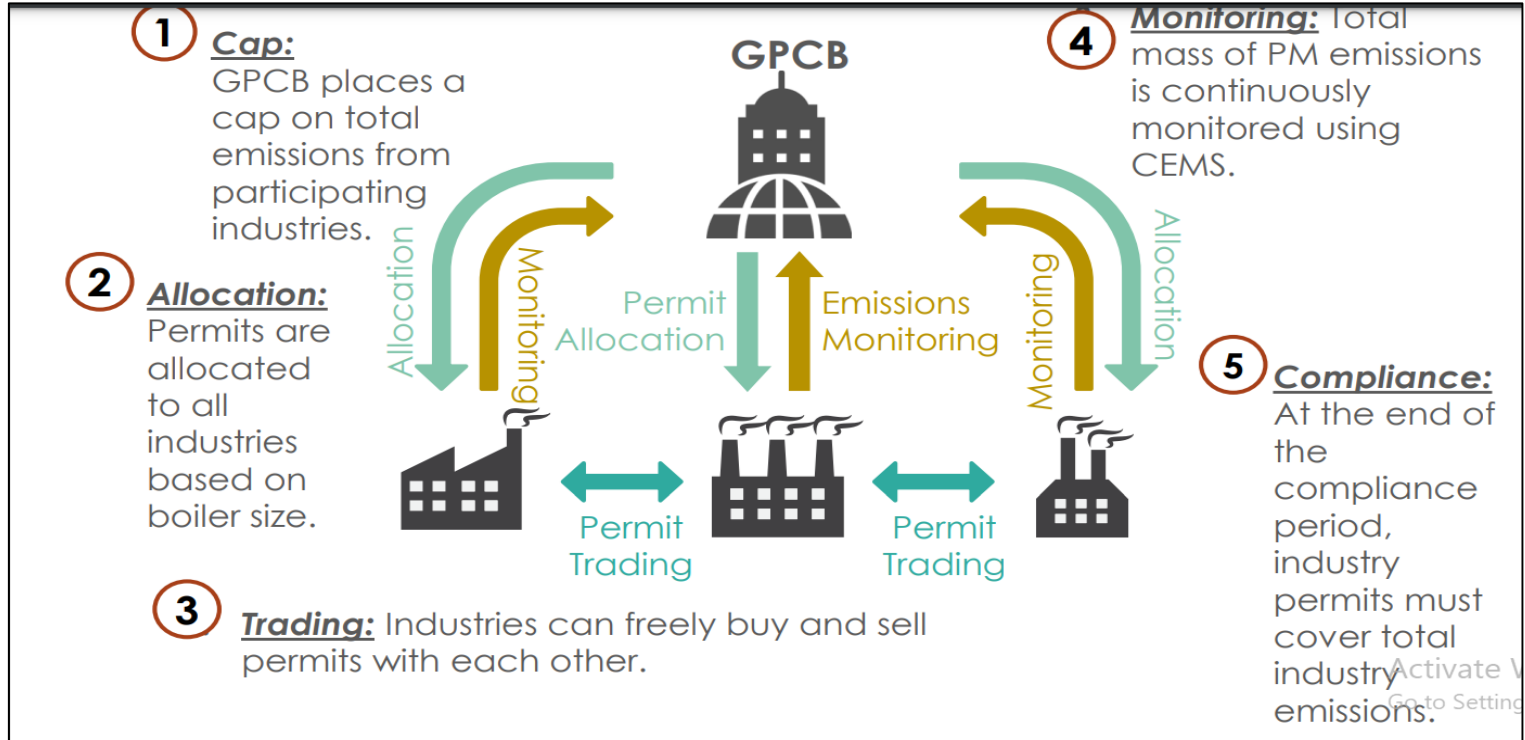 1
Cap:
GPCB places a
cap on total
emissions from
participating
industries.
2
Allocation:
Permits are
allocated
to all
industries
based on
boiler size.
GPCB
Allocation
Monitoring
Permit
Allocation
Emissions
Monitoring
Monitoring
Allocation
Permit
Trading
Permit
Trading
3
Trading: Industries can freely buy and sell
permits with each other.
4
Monitoring: Total
mass of PM emissions
is continuously
monitored using
CEMS.
5
Compliance:
At the end of
the
compliance
period,
industry
permits must
cover total
industry
emissions.
Activate
Go to Setting